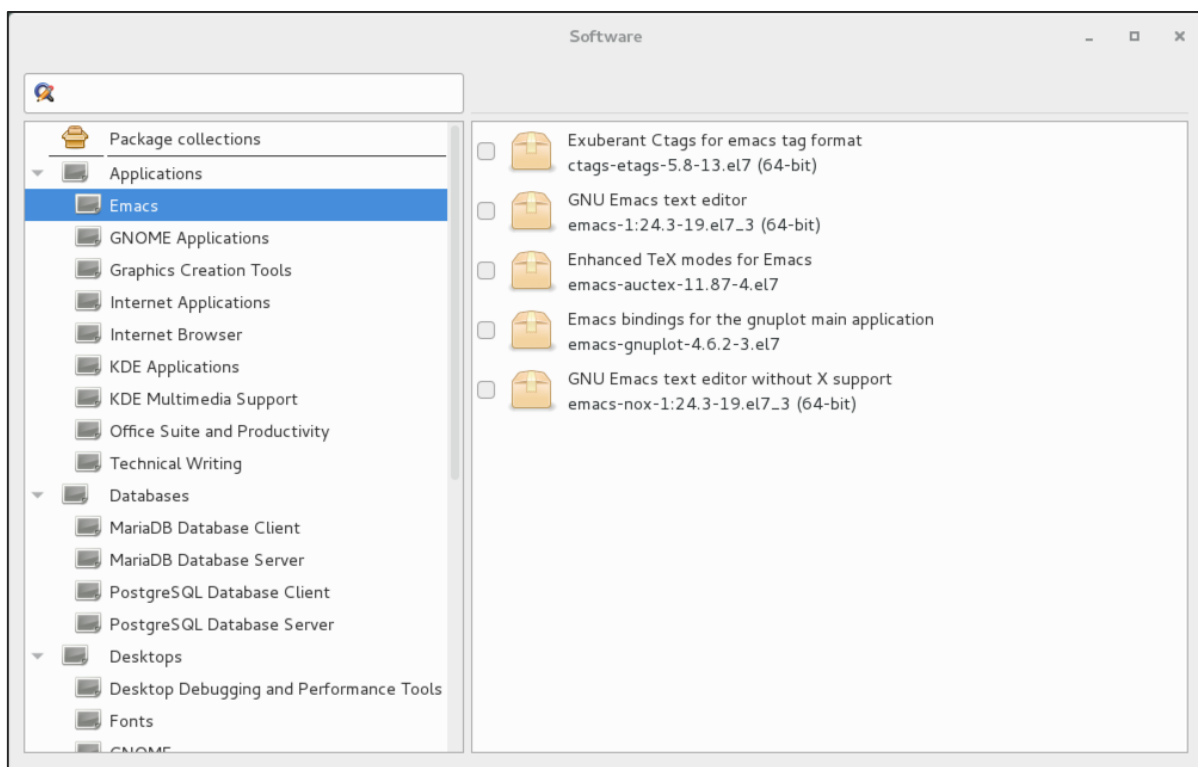 Software
Package collections
Applications
Emacs
GNOME Applications
Graphics Creation Tools
Internet Applications
Internet Browser
KDE Applications
KDE Multimedia Support
Office Suite and Productivity
Technical Writing
Databases
MariaDB Database Client
MariaDB Database Server
PostgreSQL Database Client
PostgreSQL Database Server
Desktops
Desktop Debugging and Performance Tools
Fonts
GNOME
Exuberant Ctags for emacs tag format
ctags-etags-5.8-13.el7 (64-bit)
GNU Emacs text editor
emacs-1:24.3-19.el7_3 (64-bit)
Enhanced TeX modes for Emacs
emacs-auctex-11.87-4.el7
Emacs bindings for the gnuplot main application
emacs-gnuplot-4.6.2-3.el7
GNU Emacs text editor without X support
emacs-nox-1:24.3-19.el7_3 (64-bit)